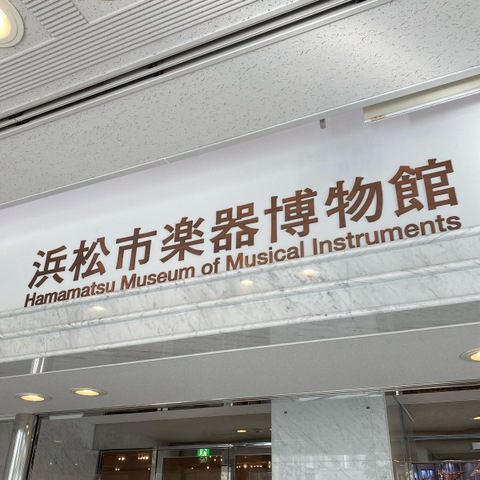 浜松市楽器博物館
Hamamatsu Museum of Musical Instruments